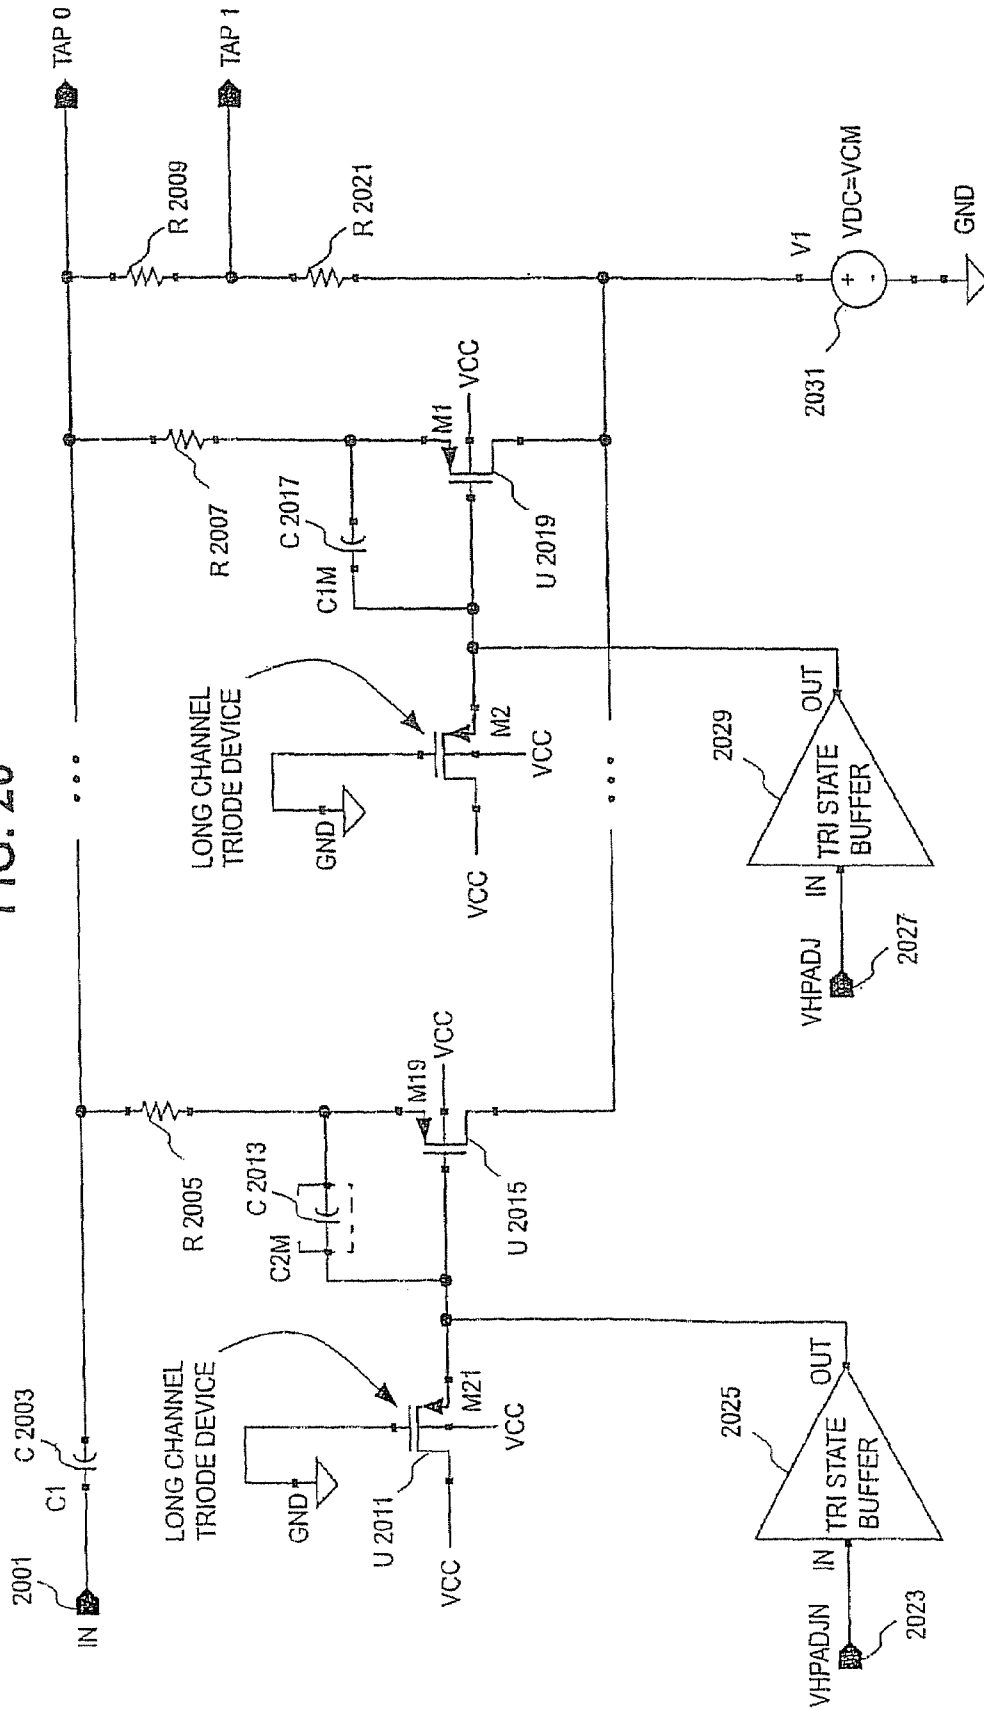 FIG. 20
2001
IN
C1
C 2003
TAP 0
TAP 1
R 2009
R 2021
R 2005
R 2007
C 2013
C2M
C 2017
C1M
M19
VCC
U 2015
M1
VCC
U 2019
LONG CHANNEL
TRIODE DEVICE
GND
U 2011
M21
VCC
VCC
LONG CHANNEL
TRIODE DEVICE
GND
M2
VCC
VCC
V1
VDC=VCM
2031
GND
2025
TRI STATE
BUFFER
IN
OUT
VHPADJN
2023
2029
TRI STATE
BUFFER
IN
OUT
VHPADJ
2027